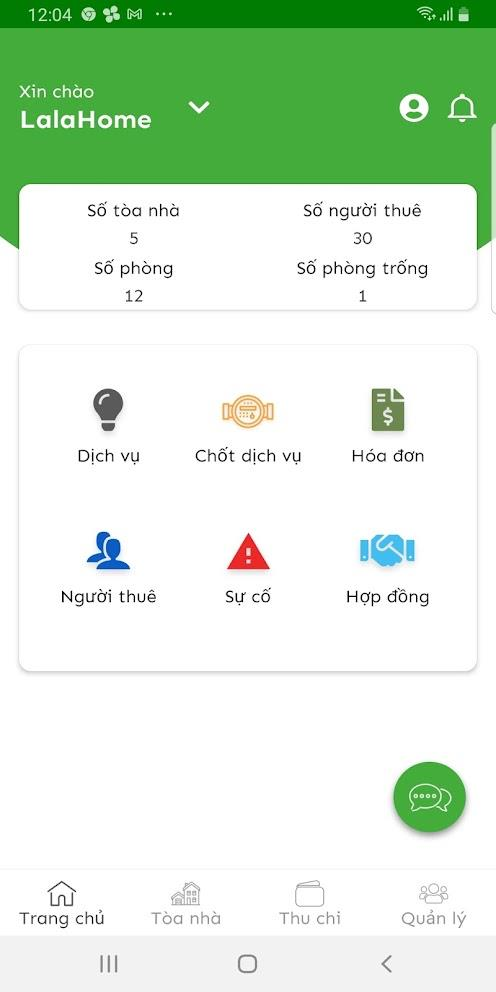 12:04
Xin chào
LalaHome
Số tòa nhà
5
Số người thuê
30
Số phòng
12
Số phòng trống
1
Dịch vụ
Chốt dịch vụ
Hóa đơn
Người thuê
Sự cố
Hợp đồng
Trang chủ
Tòa nhà
Thu chi
Quản lý